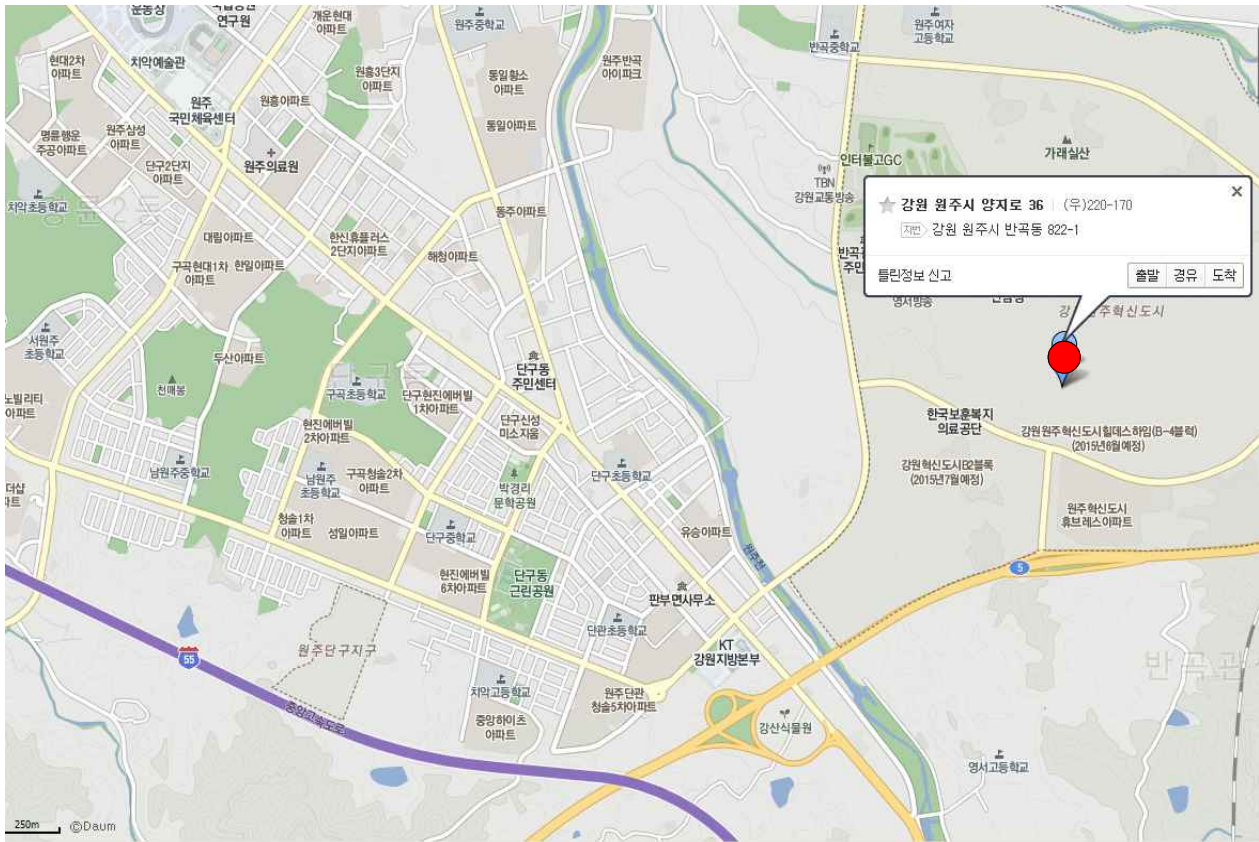 운동장
연구원
개운현대
아파트
원주중학교
반곡중학교
원주여자
고등학교
현대2차
아파트
치악예술관
원흥3단지
아파트
통일황소
아파트
원주반곡
아이파크
원주
국민체육센터
원흥아파트
통일아파트
명륜행운
주공아파트
원주삼성
아파트
단구2단지
아파트
원주의료원
인터불고GC
가래실산
TBN
강원교통방송
치악초등학교
동주아파트
대림아파트
한신휴플러스
2단지아파트
해청아파트
구곡현대1차
아파트
한일아파트
강원 원주시 양지로 36 (우)220-170
지번 강원 원주시 반곡동 822-1
틀린정보 신고
출발 경유 도착
영서방송
서원주
초등학교
두산아파트
천매봉
단구동
주민센터
구곡초등학교
단구현진에버빌
1차아파트
노빌리티
아파트
현진에버빌
2차아파트
단구신성
미소지움
한국보훈복지
의료공단
강원원주혁신도시힐데스하임(B-4블럭)
(2015년6월예정)
강원혁신도시B2블록
(2015년7월예정)
남원주중학교
남원주
초등학교
구곡청솔2차
아파트
박경리
문학공원
단구초등학교
더샵
원주혁신도시
휴브레스아파트
청솔1차
아파트
성일아파트
단구중학교
유승아파트
원주천
5
현진에버빌
6차아파트
단구동
근린공원
판부면사무소
단관초등학교
원주단구지구
55
KT
강원지방본부
반곡관
치악고등학교
원주단관
청솔5차아파트
중앙고속도로
중앙하이츠
아파트
강산식물원
영서고등학교
250m
©Daum